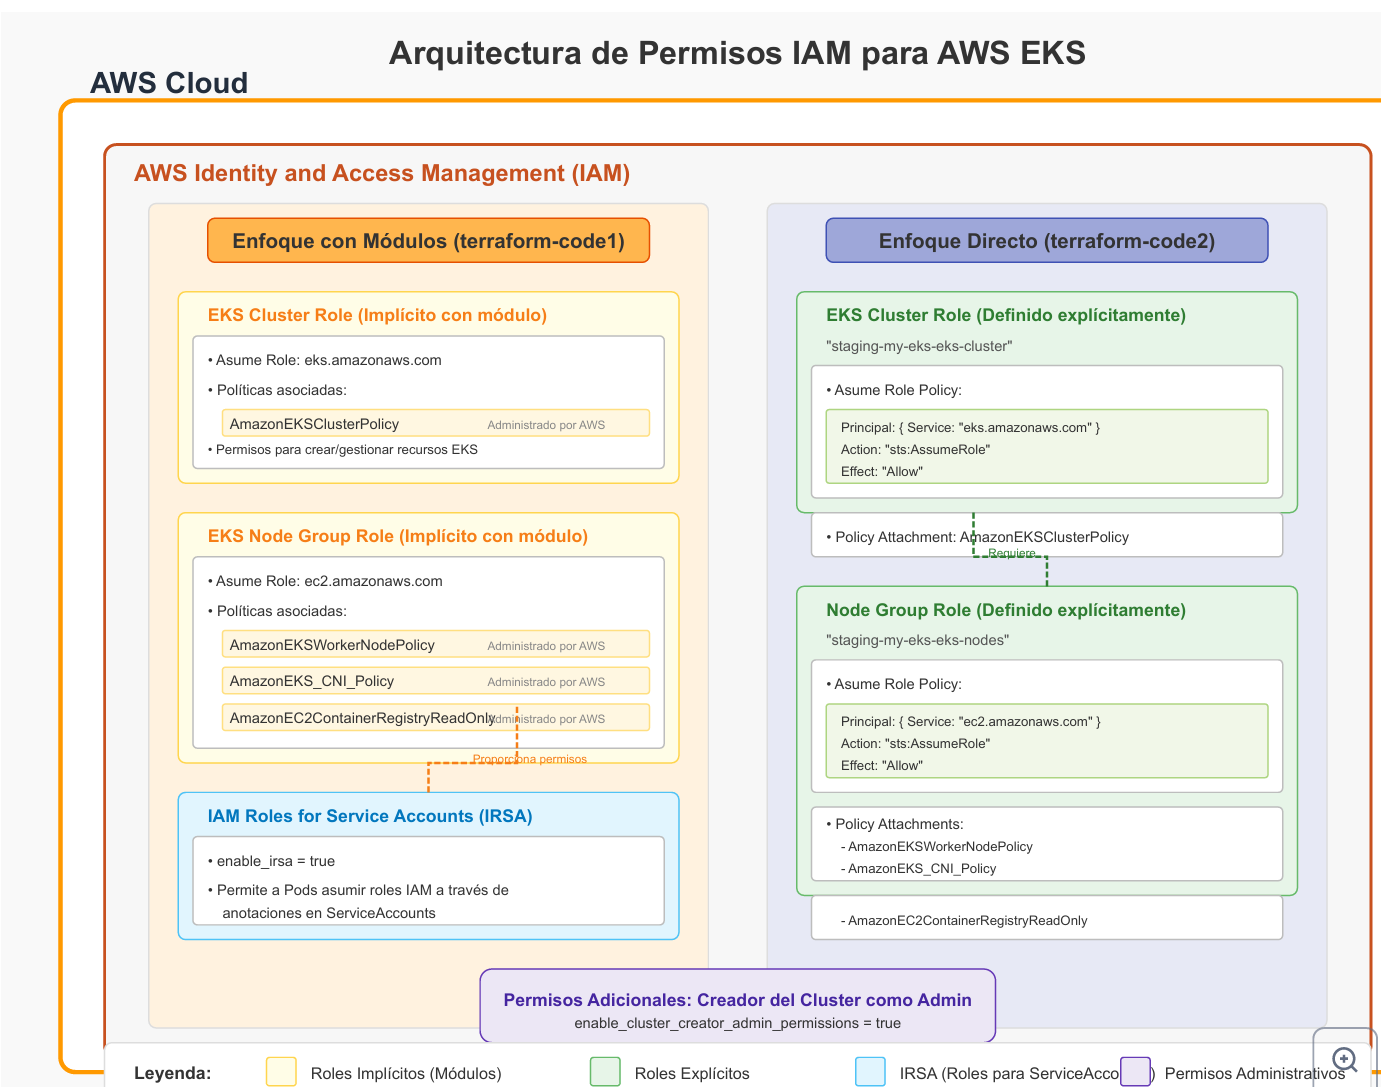 Arquitectura de Permisos IAM para AWS EKS
AWS Cloud
AWS Identity and Access Management (IAM)
Enfoque con Módulos (terraform-code1)
EKS Cluster Role (Implícito con módulo)
• Asume Role: eks.amazonaws.com
• Políticas asociadas:
AmazonEKSClusterPolicy Administrado por AWS
• Permisos para crear/gestionar recursos EKS
EKS Node Group Role (Implícito con módulo)
• Asume Role: ec2.amazonaws.com
• Políticas asociadas:
AmazonEKSWorkerNodePolicy Administrado por AWS
AmazonEKS_CNI_Policy Administrado por AWS
AmazonEC2ContainerRegistryReadOnly Administrado por AWS
Proporciona permisos
IAM Roles for Service Accounts (IRSA)
• enable_irsa = true
• Permite a Pods asumir roles IAM a través de
anotaciones en ServiceAccounts
Enfoque Directo (terraform-code2)
EKS Cluster Role (Definido explícitamente)
"staging-my-eks-eks-cluster"
• Asume Role Policy:
Principal: { Service: "eks.amazonaws.com" }
Action: "sts:AssumeRole"
Effect: "Allow"
• Policy Attachment: AmazonEKSClusterPolicy
Requiere
Node Group Role (Definido explícitamente)
"staging-my-eks-eks-nodes"
• Asume Role Policy:
Principal: { Service: "ec2.amazonaws.com" }
Action: "sts:AssumeRole"
Effect: "Allow"
• Policy Attachments:
- AmazonEKSWorkerNodePolicy
- AmazonEKS_CNI_Policy
- AmazonEC2ContainerRegistryReadOnly
Permisos Adicionales: Creador del Cluster como Admin
enable_cluster_creator_admin_permissions = true
Leyenda: Roles Implícitos (Módulos) Roles Explícitos IRSA (Roles para ServiceAcco ) Permisos Administrativos